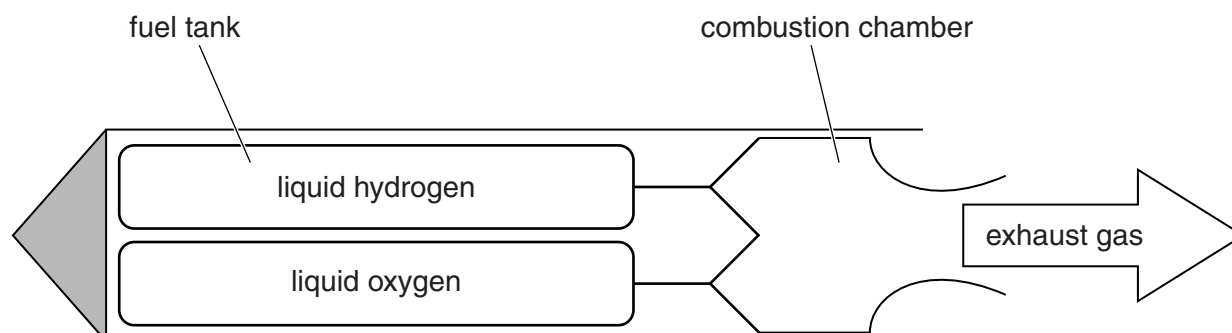 fuel tank
combustion chamber
liquid hydrogen
exhaust gas
liquid oxygen